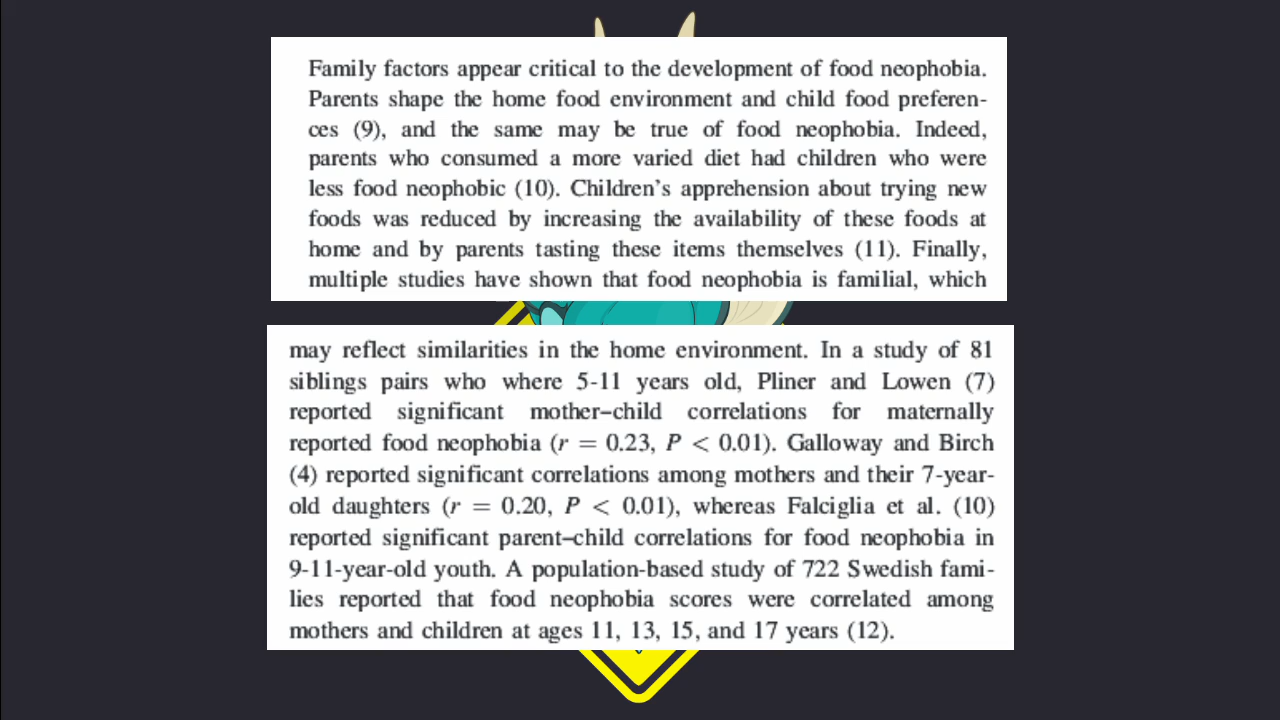 Family factors appear critical to the development of food neophobia.
Parents shape the home food environment and child food preferen-
ces (9), and the same may be true of food neophobia. Indeed,
parents who consumed a more varied diet had children who were
less food neophobic (10). Children's apprehension about trying new
foods was reduced by increasing the availability of these foods at
home and by parents tasting these items themselves (11). Finally,
multiple studies have shown that food neophobia is familial, which
may reflect similarities in the home environment. In a study of 81
siblings pairs who where 5-11 years old, Pliner and Lowen (7)
reported significant mother–child correlations for maternally
reported food neophobia (r = 0.23, P < 0.01). Galloway and Birch
(4) reported significant correlations among mothers and their 7-year-
old daughters (r = 0.20, P < 0.01), whereas Falciglia et al. (10)
reported significant parent–child correlations for food neophobia in
9-11-year-old youth. A population-based study of 722 Swedish fami-
lies reported that food neophobia scores were correlated among
mothers and children at ages 11, 13, 15, and 17 years (12).